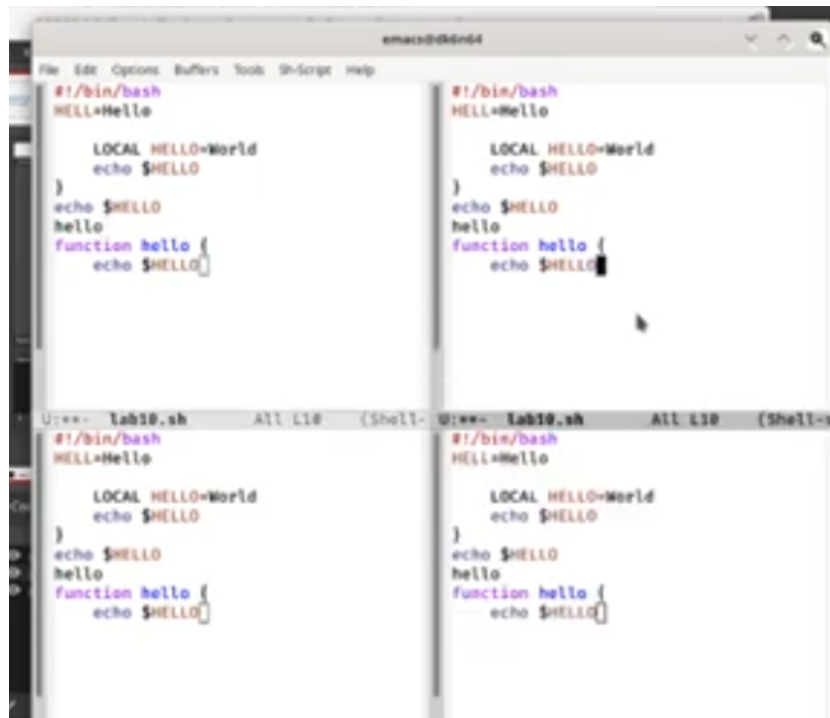 emacs@dk6n64
File Edit Options Buffers Tools Sh-Script Help
#!/bin/bash
HELL=Hello
LOCAL HELLO=World
echo $HELLO
}
echo $HELLO
hello
function hello {
echo $HELLO
U:**- lab10.sh All L10 (Shell-
#!/bin/bash
HELL=Hello
LOCAL HELLO=World
echo $HELLO
}
echo $HELLO
hello
function hello {
echo $HELLO
U:**- lab10.sh All L10 (Shell-s
#!/bin/bash
HELL=Hello
LOCAL HELLO=World
echo $HELLO
}
echo $HELLO
hello
function hello {
echo $HELLO
#!/bin/bash
HELL=Hello
LOCAL HELLO=World
echo $HELLO
}
echo $HELLO
hello
function hello {
echo $HELLO